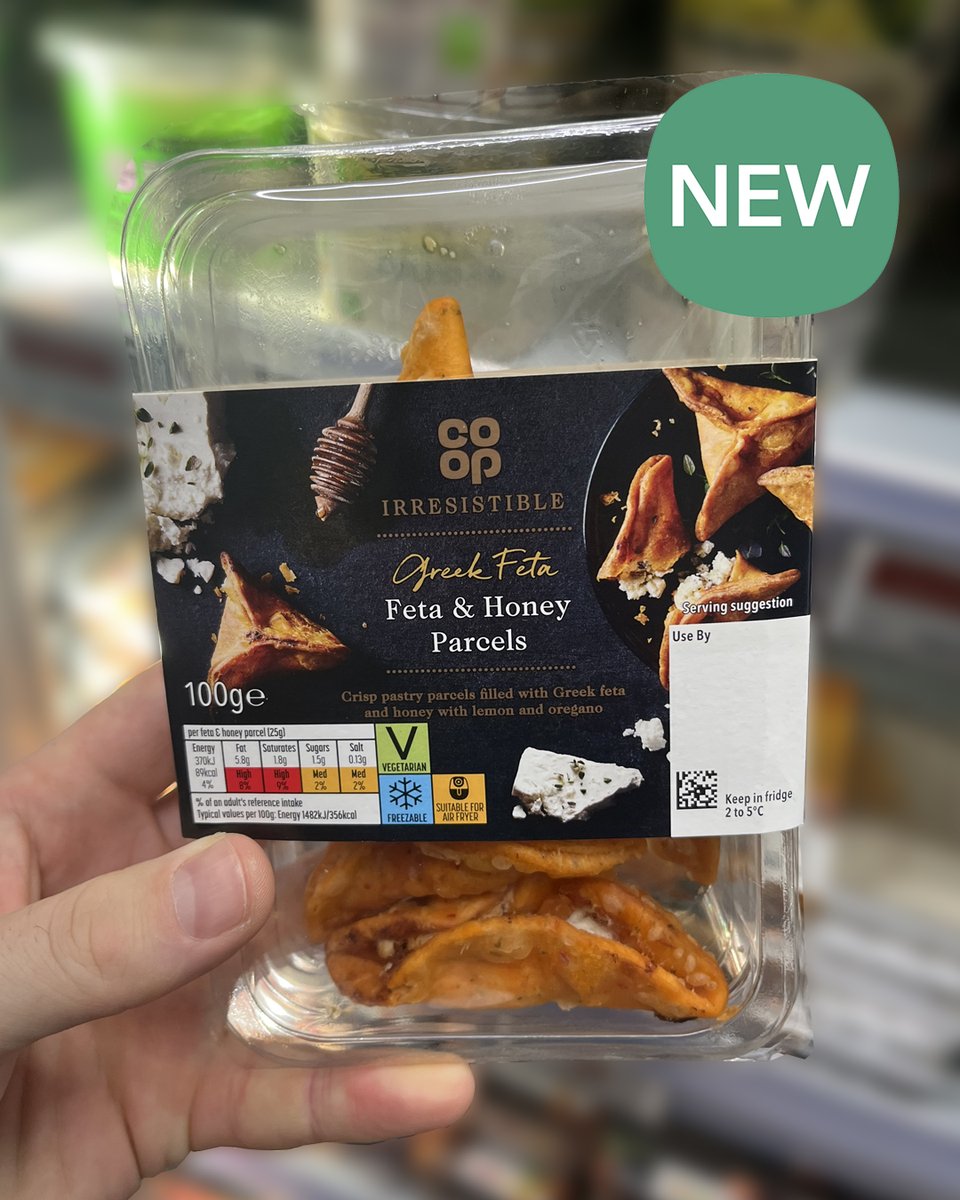 NEW
CO
OP
IRRESISTIBLE
Greek Feta
Feta & Honey
Parcels
Crisp pastry parcels filled with Greek feta
and honey with lemon and oregano
Serving suggestion
Use By
100g℮
per feta & honey parcel (25g)
Energy Fat Saturates Sugars Salt
370kJ 5.8g 1.8g 1.5g 0.13g
89kcal High High Med Med
4% 8% 9% 2% 2%
% of an adult's reference intake
Typical values per 100g: Energy 1482kJ/356kcal
V
VEGETARIAN
FREEZABLE
SUITABLE FOR
AIR FRYER
Keep in fridge
2 to 5°C